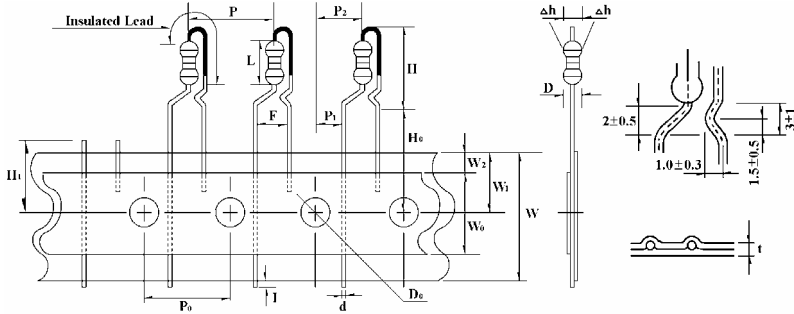 P
P2
Δh
Δh
Insulated Lead
L
H
D
2±0.5
3±1
F
P1
H0
1.0±0.3
1.5±0.5
H1
W2
W1
W
W0
t
P0
I
d
D0